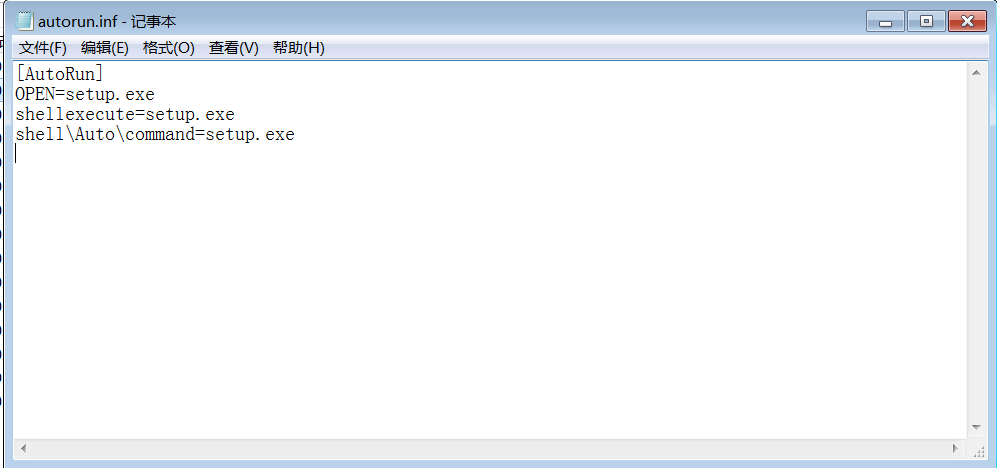 autorun.inf - 记事本
文件(F) 编辑(E) 格式(O) 查看(V) 帮助(H)
[AutoRun]
OPEN=setup.exe
shellexecute=setup.exe
shell\Auto\command=setup.exe